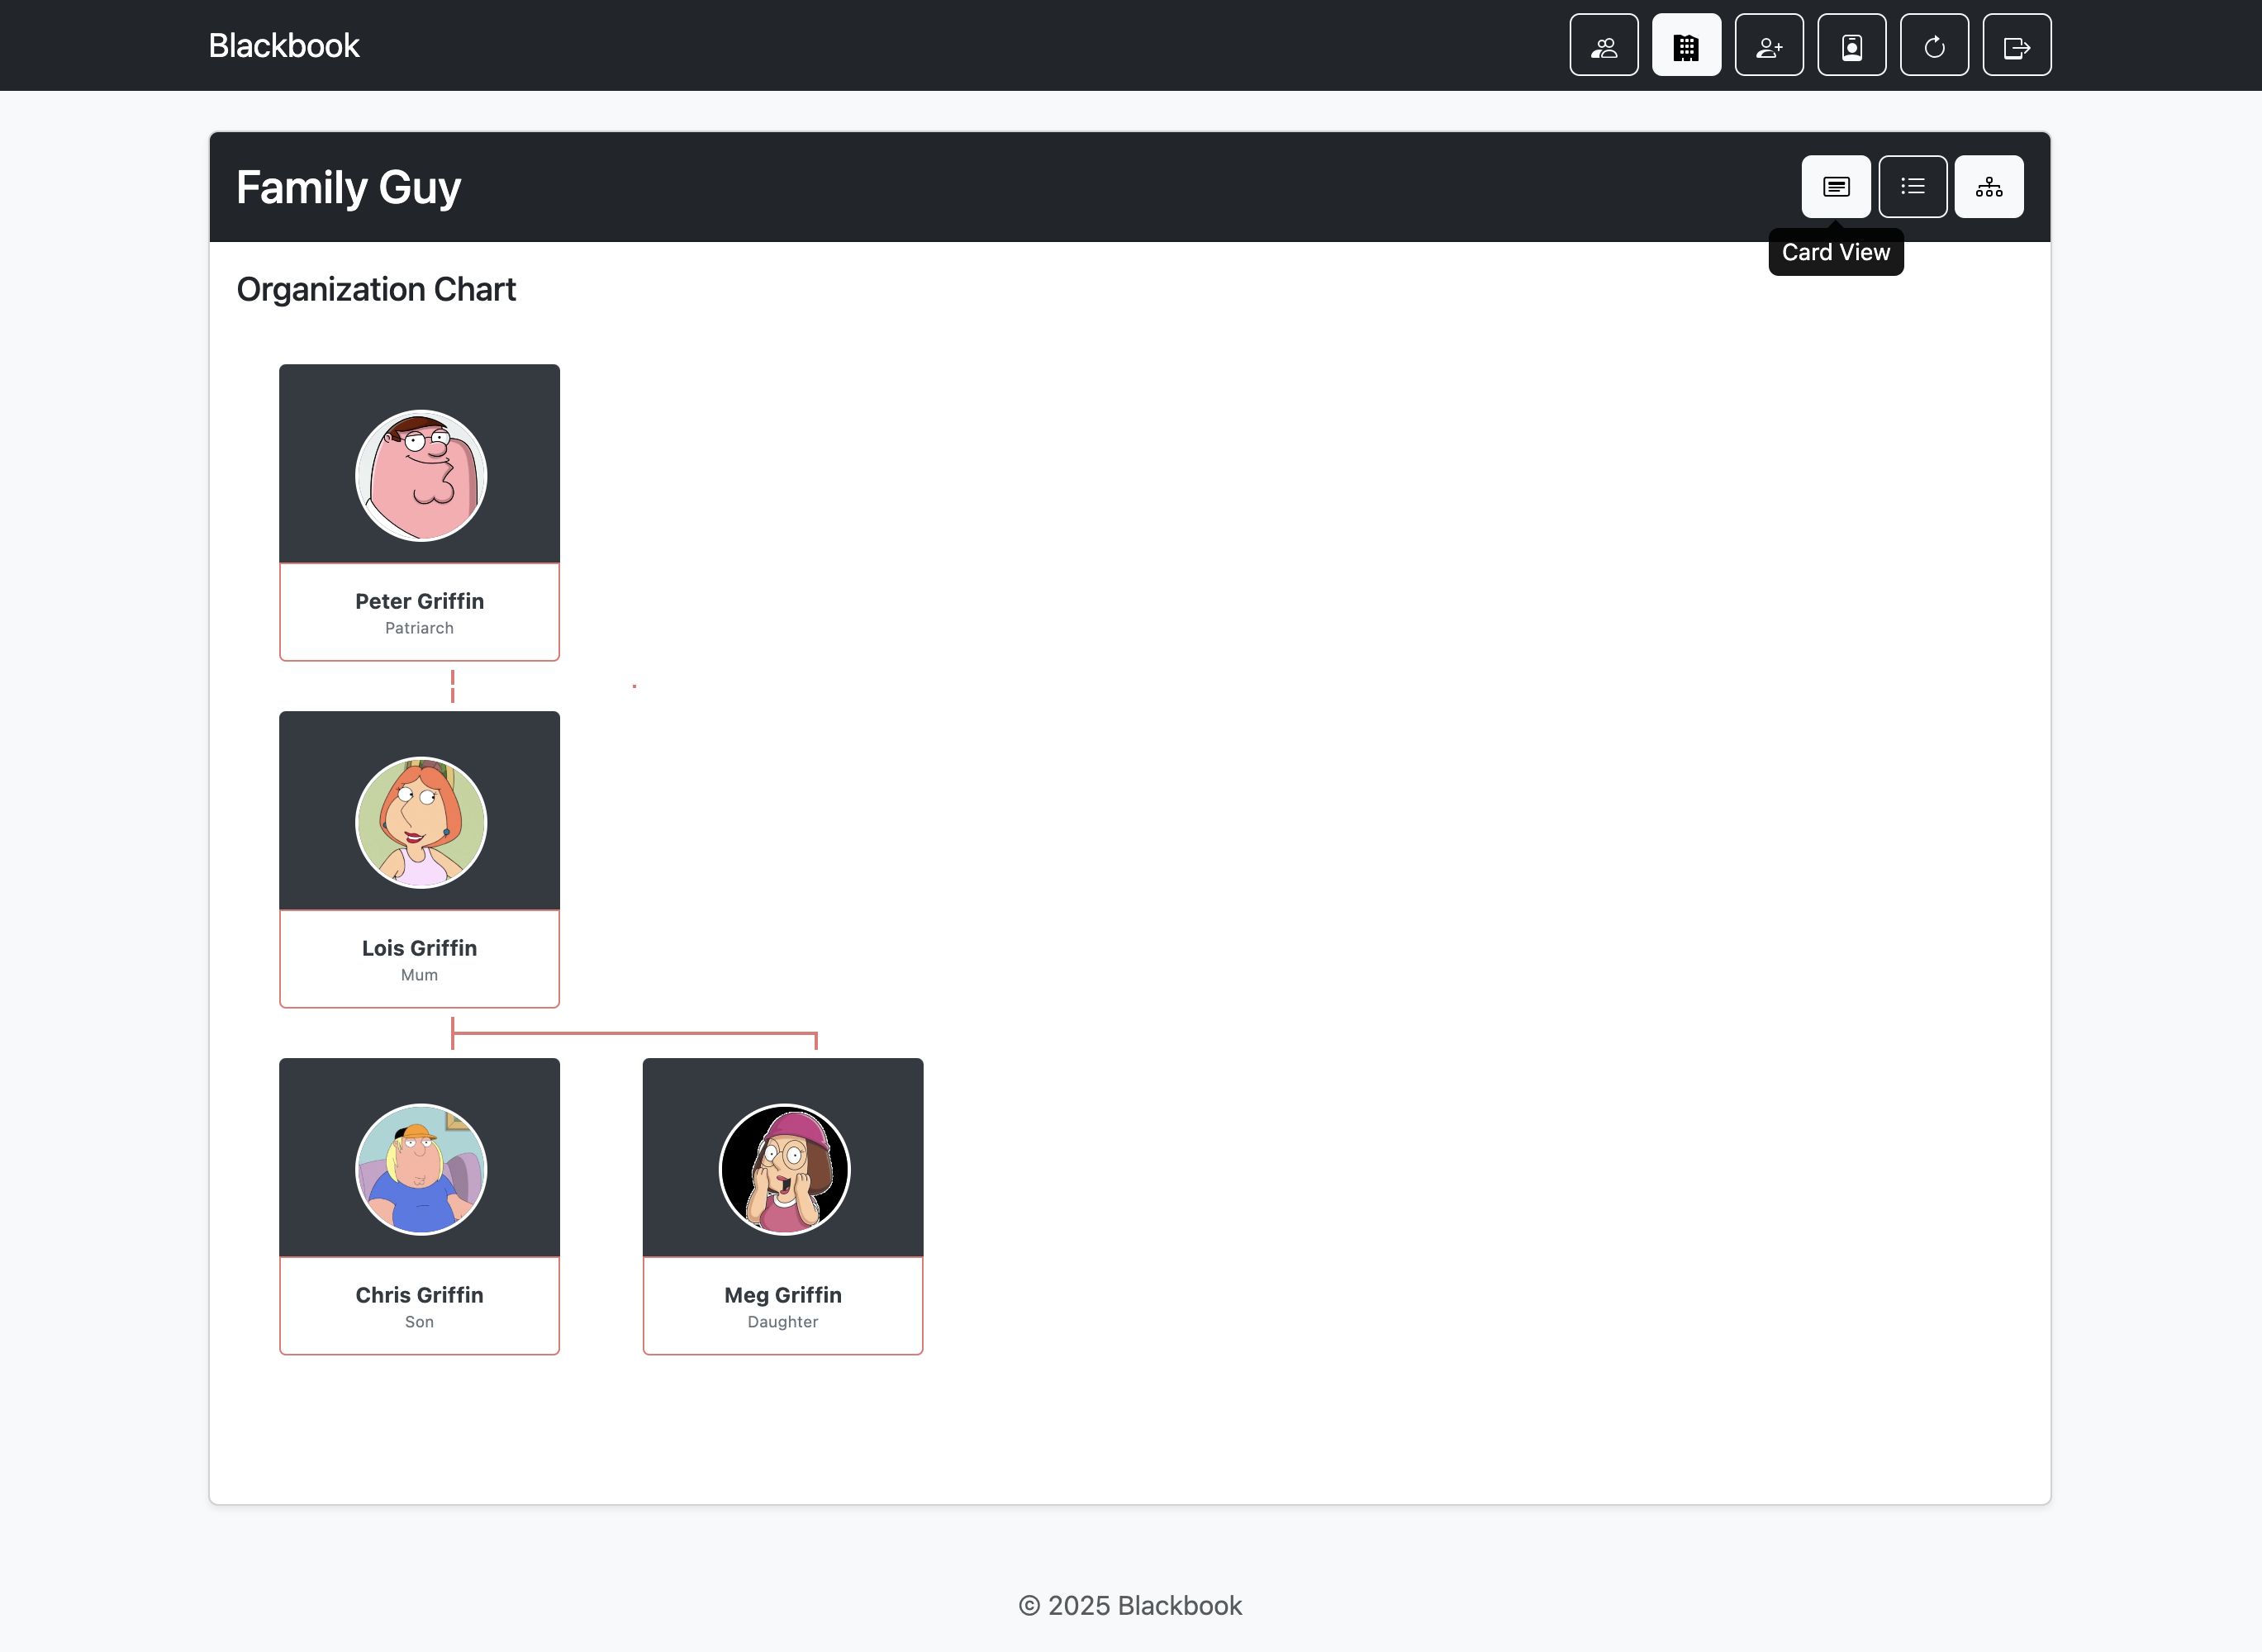 Blackbook
Family Guy
Card View
Organization Chart
Peter Griffin
Patriarch
Lois Griffin
Mum
Chris Griffin
Son
Meg Griffin
Daughter
© 2025 Blackbook